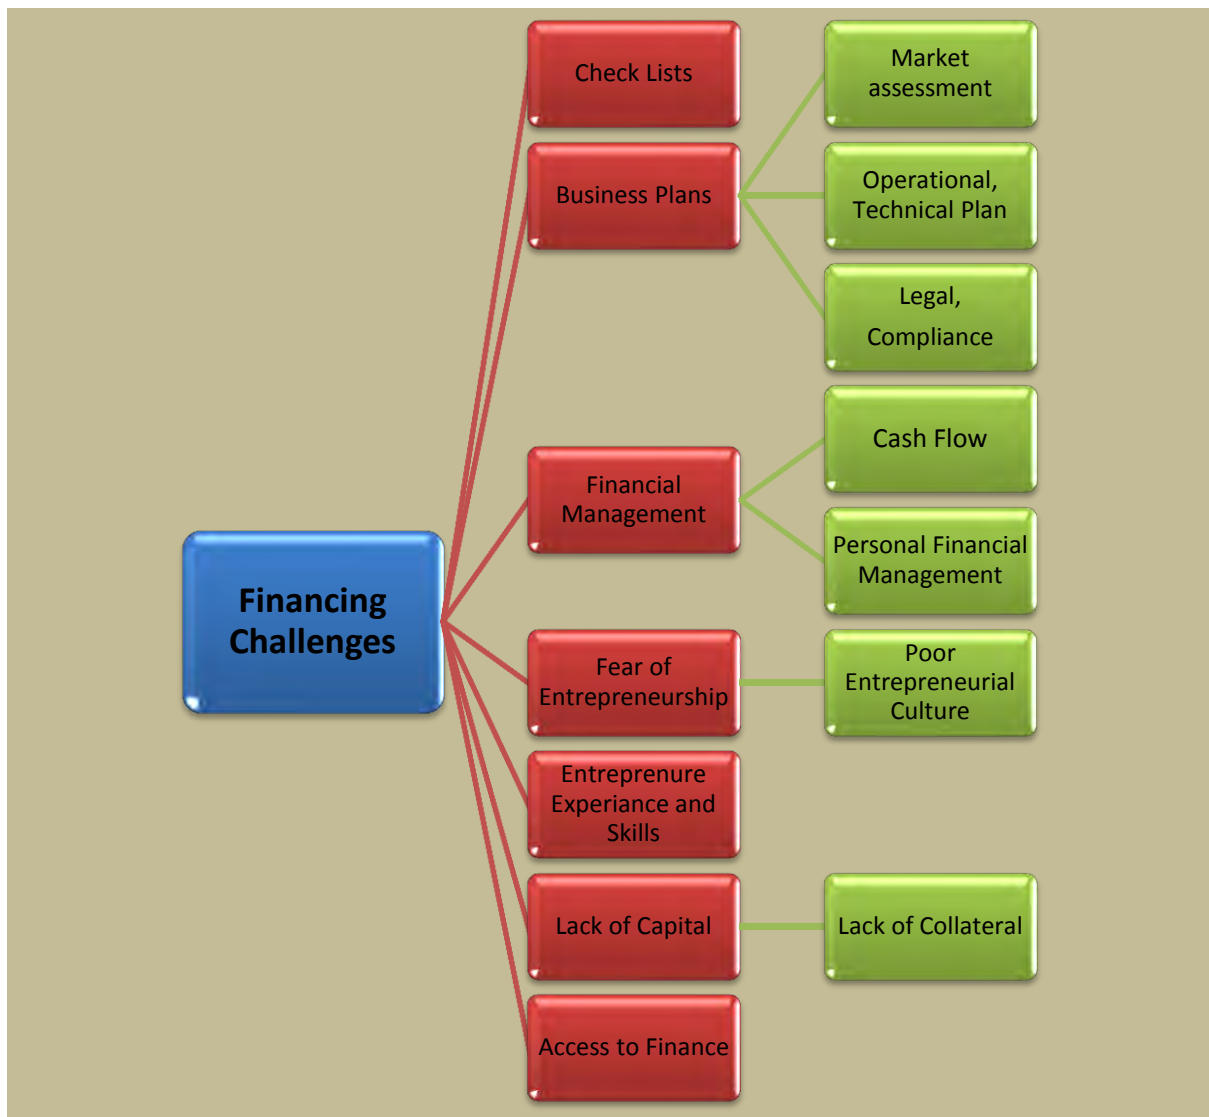 Check Lists
Market
assessment
Business Plans
Operational,
Technical Plan
Legal,
Compliance
Financial
Management
Cash Flow
Personal Financial
Management
Financing
Challenges
Fear of
Entrepreneurship
Poor
Entrepreneurial
Culture
Entreprenure
Experiance and
Skills
Lack of Capital
Lack of Collateral
Access to Finance